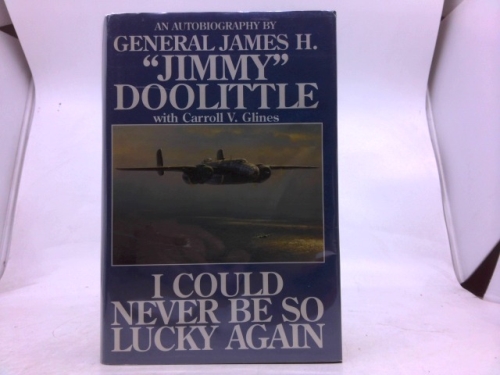 AN AUTOBIOGRAPHY BY
GENERAL JAMES H.
“JIMMY”
DOOLITTLE
with Carroll V. Glines
I COULD
NEVER BE SO
LUCKY AGAIN